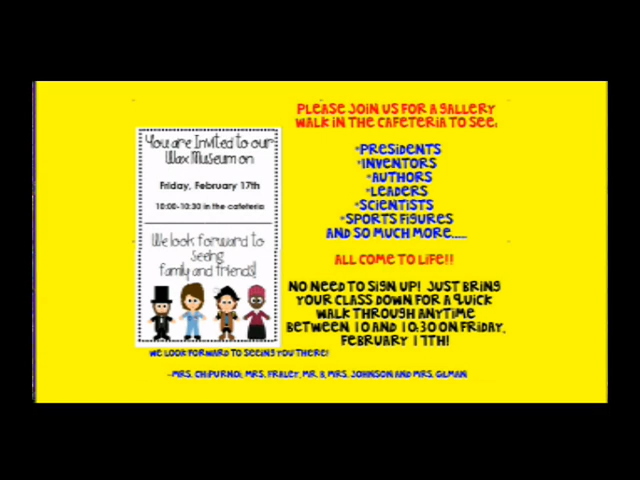 You are Invited to our
Wax Museum on
Friday, February 17th
10:00-10:30 in the cafeteria
We look forward to
Seeing
family and friends!
PLEASE JOIN US FOR A GALLERY
WALK IN THE CAFETERIA TO SEE:
*PRESIDENTS
*INVENTORS
*AUTHORS
*LEADERS
*SCIENTISTS
*SPORTS FIGURES
AND SO MUCH MORE.....
ALL COME TO LIFE!!
NO NEED TO SIGN UP! JUST BRING
YOUR CLASS DOWN FOR A QUICK
WALK THROUGH ANYTIME
BETWEEN 10 AND 10:30 ON FRIDAY,
FEBRUARY 17TH!
WE LOOK FORWARD TO SEEING YOU THERE!
-MRS. CHIPURNOI, MRS. FRALEY, MR. B, MRS. JOHNSON AND MRS. GILMAN